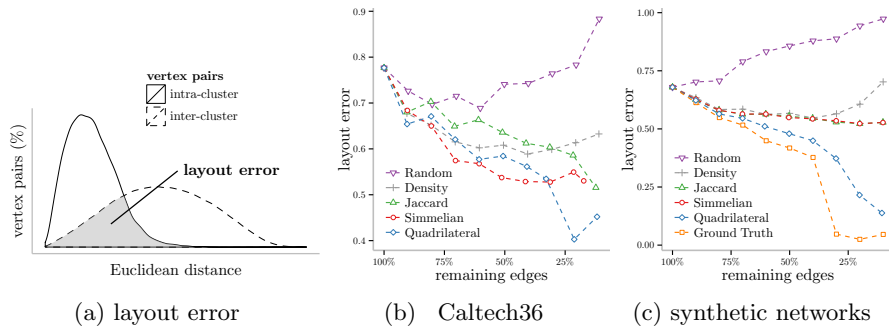 vertex pairs
intra-cluster
inter-cluster
layout error
vertex pairs (%)
Euclidean distance
(a) layout error
0.9
0.8
0.7
0.6
0.5
0.4
layout error
Random
Density
Jaccard
Simmelian
Quadrilateral
100%
75%
50%
25%
remaining edges
(b) Caltech36
1.00
0.75
0.50
0.25
0.00
layout error
Random
Density
Jaccard
Simmelian
Quadrilateral
Ground Truth
100%
75%
50%
25%
remaining edges
(c) synthetic networks